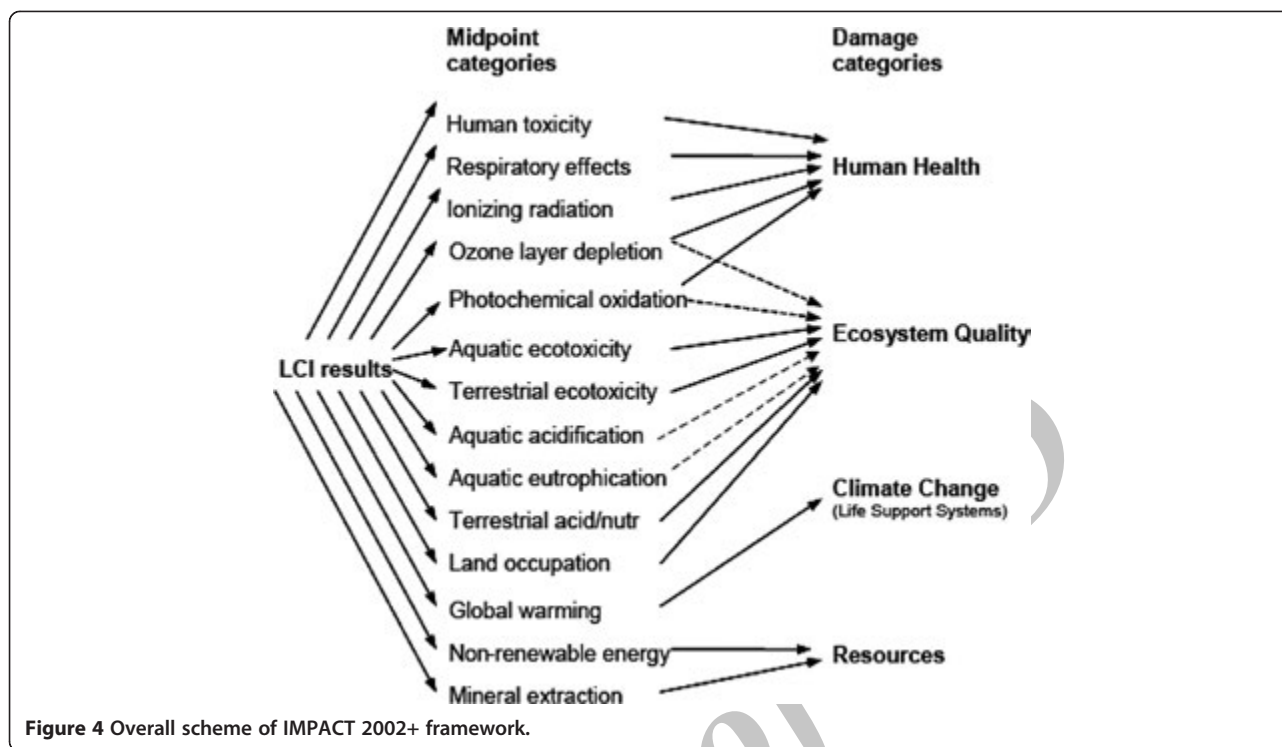 Midpoint
categories
Damage
categories
Human toxicity
Respiratory effects
Human Health
Ionizing radiation
Ozone layer depletion
Photochemical oxidation
Ecosystem Quality
Aquatic ecotoxicity
LCI results
Terrestrial ecotoxicity
Aquatic acidification
Aquatic eutrophication
Climate Change
(Life Support Systems)
Terrestrial acid/nutr
Land occupation
Global warming
Non-renewable energy
Resources
Mineral extraction
Figure 4 Overall scheme of IMPACT 2002+ framework.